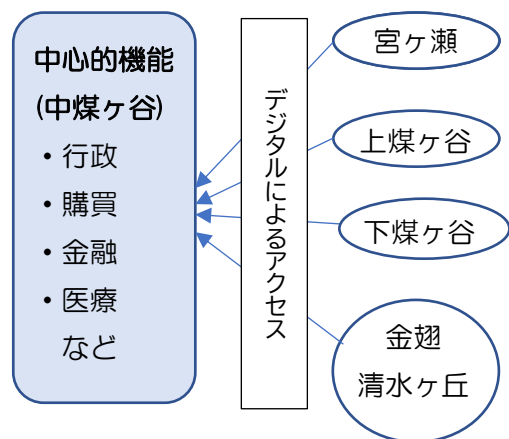 中心的機能
(中煤ヶ谷)
・行政
・購買
・金融
・医療
など
デジタルによるアクセス
宮ヶ瀬
上煤ヶ谷
下煤ヶ谷
金翅
清水ヶ丘